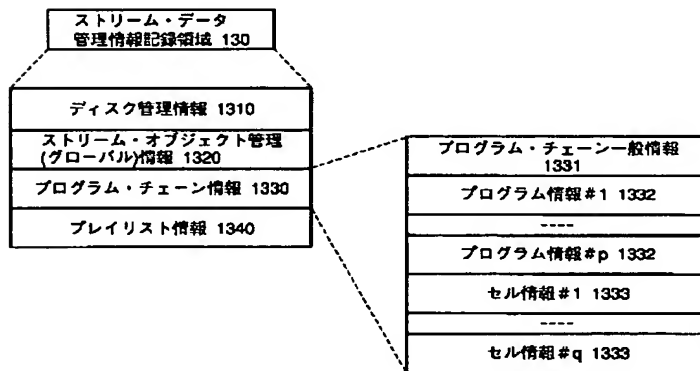 ストリーム・データ
管理情報記録領域 130
ディスク管理情報 1310
ストリーム・オブジェクト管理
(グローバル)情報 1320
プログラム・チェーン情報 1330
プレイリスト情報 1340
プログラム・チェーン一般情報
1331
プログラム情報#1 1332
----
プログラム情報#p 1332
セル情報#1 1333
----
セル情報#q 1333